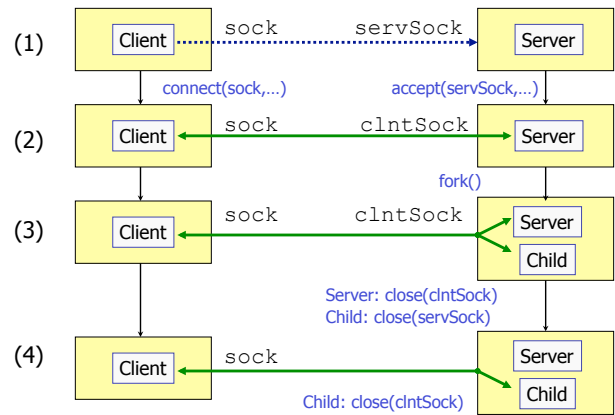 (1)
Client
sock
servSock
Server
connect(sock,…)
accept(servSock,…)
(2)
Client
sock
clntSock
Server
fork()
(3)
Client
sock
clntSock
Server
Child
Server: close(clntSock)
Child: close(servSock)
(4)
Client
sock
Server
Child
Child: close(clntSock)